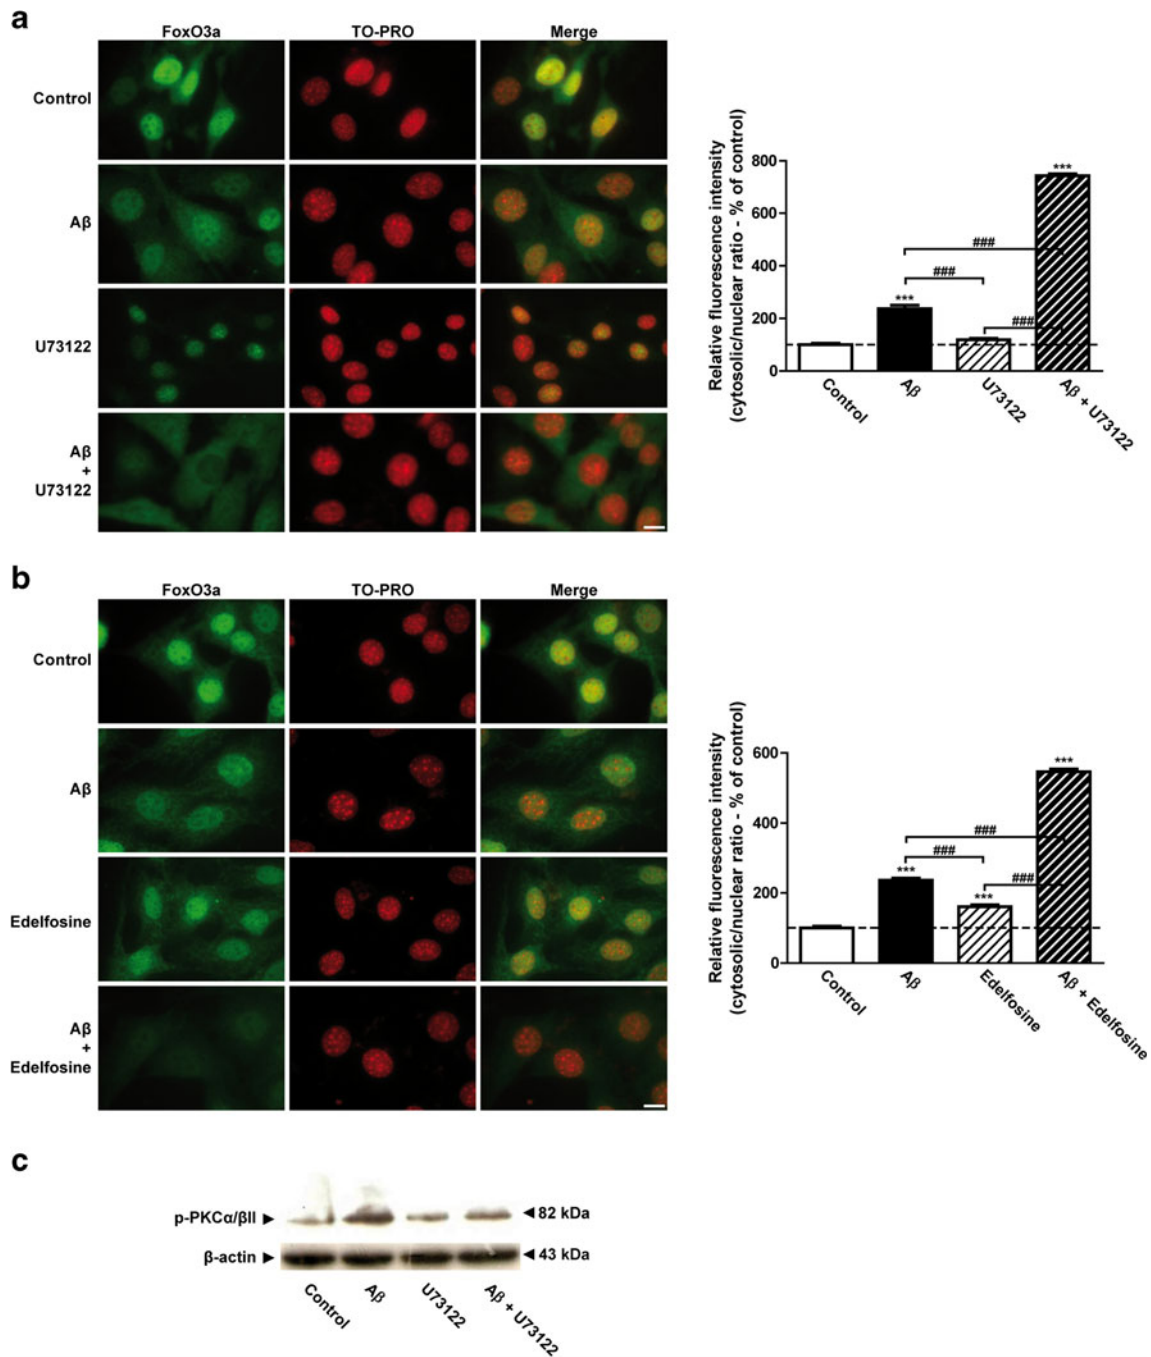 a
FoxO3a TO-PRO Merge
Control
Aβ
U73122
Aβ
+
U73122
Relative fluorescence intensity
(cytosolic/nuclear ratio - % of control)
800
600
400
200
0
***
###
###
***
###
Control Aβ U73122 Aβ + U73122
b
FoxO3a TO-PRO Merge
Control
Aβ
Edelfosine
Aβ
+
Edelfosine
Relative fluorescence intensity
(cytosolic/nuclear ratio - % of control)
600
400
200
0
***
###
###
***
###
***
Control Aβ Edelfosine Aβ + Edelfosine
c
p-PKCα/βII ► ◄ 82 kDa
β-actin ► ◄ 43 kDa
Control Aβ U73122 Aβ + U73122